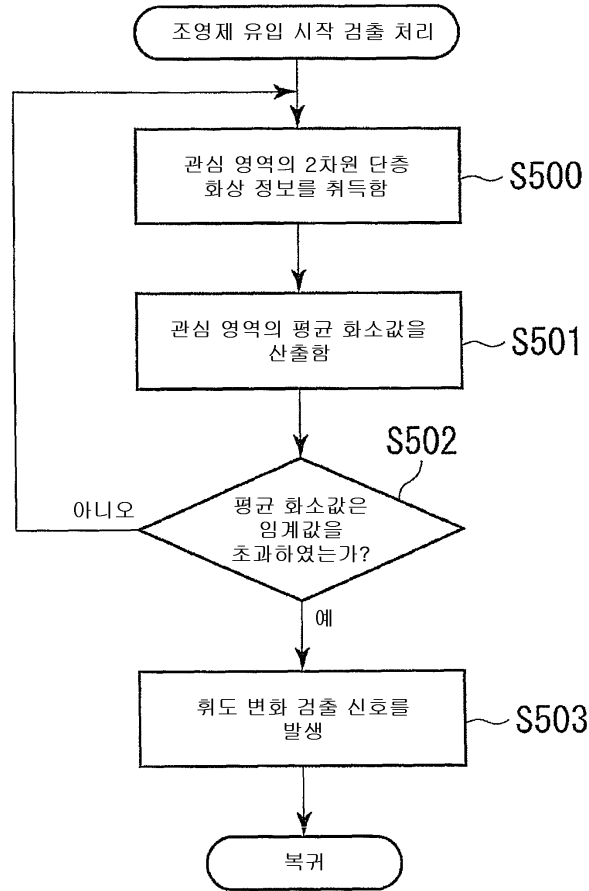 조영제 유입 시작 검출 처리
관심 영역의 2차원 단층
화상 정보를 취득함
S500
관심 영역의 평균 화소값을
산출함
S501
S502
평균 화소값은
임계값을
초과하였는가?
아니오
예
휘도 변화 검출 신호를
발생
S503
복귀